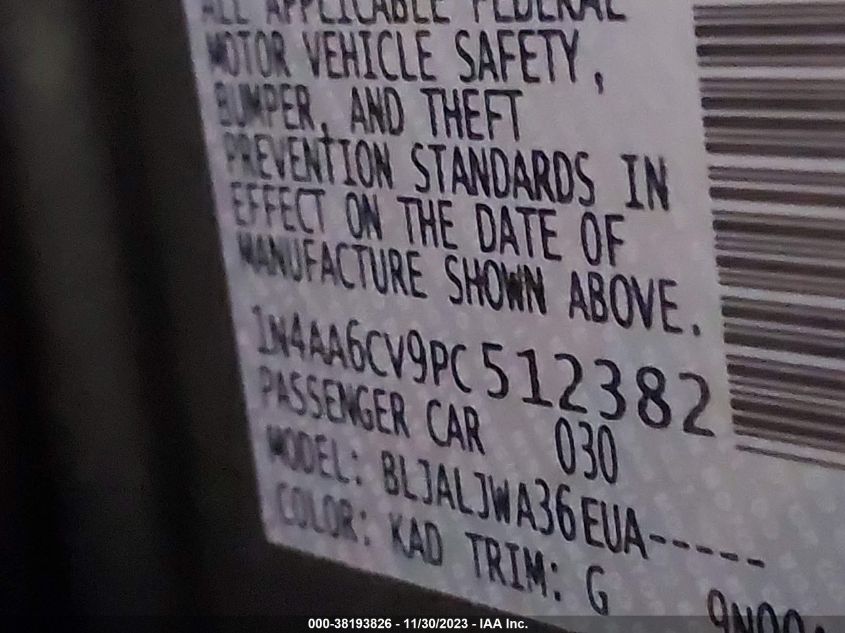 ALL APPLICABLE FEDERAL
MOTOR VEHICLE SAFETY,
BUMPER, AND THEFT
PREVENTION STANDARDS IN
EFFECT ON THE DATE OF
MANUFACTURE SHOWN ABOVE.
1N4AA6CV9PC512382
PASSENGER CAR 030
MODEL: BLJALJWA36EUA-----
COLOR: KAD TRIM: G
000-38193826 - 11/30/2023 - IAA Inc.